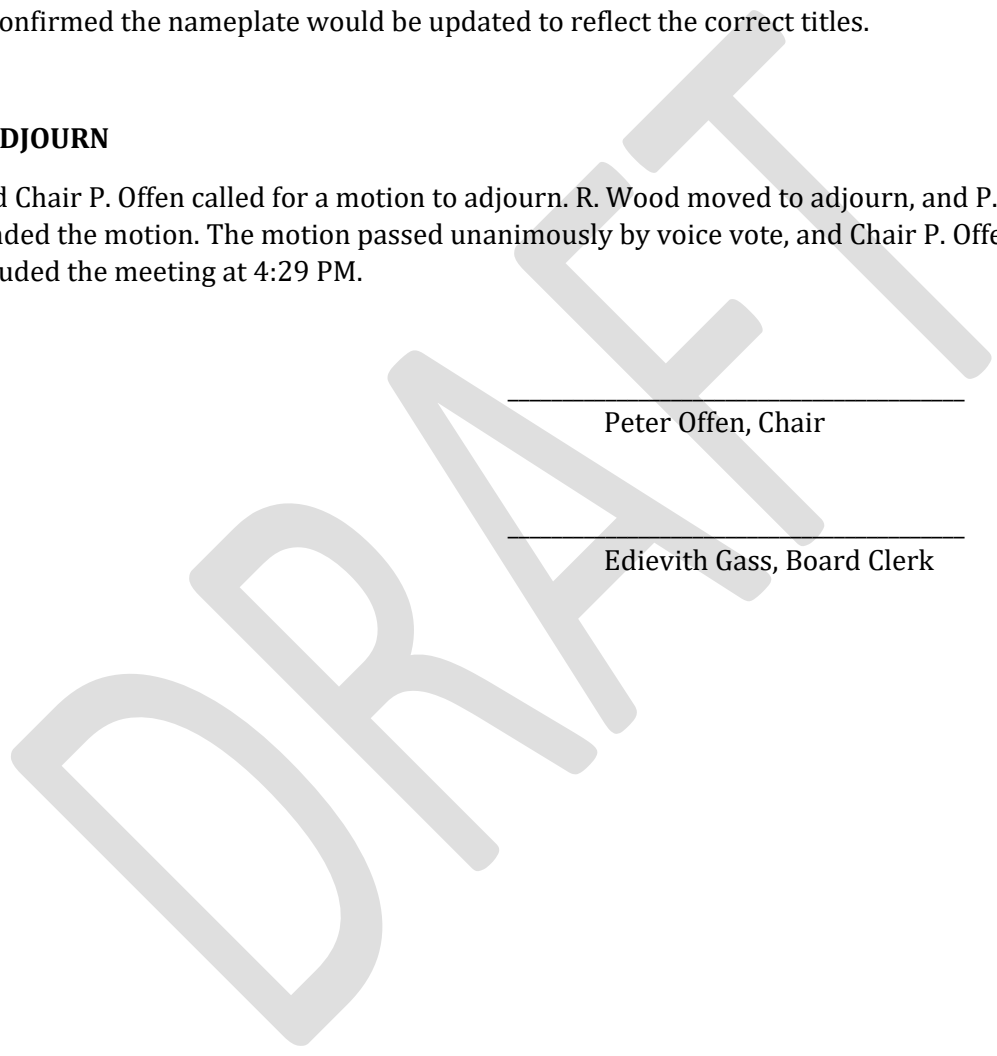 onfirmed the nameplate would be updated to reflect the correct titles.
DJOURN
d Chair P. Offen called for a motion to adjourn. R. Wood moved to adjourn, and P.
nded the motion. The motion passed unanimously by voice vote, and Chair P. Offe
uded the meeting at 4:29 PM.
Peter Offen, Chair
Edievith Gass, Board Clerk
DRAFT